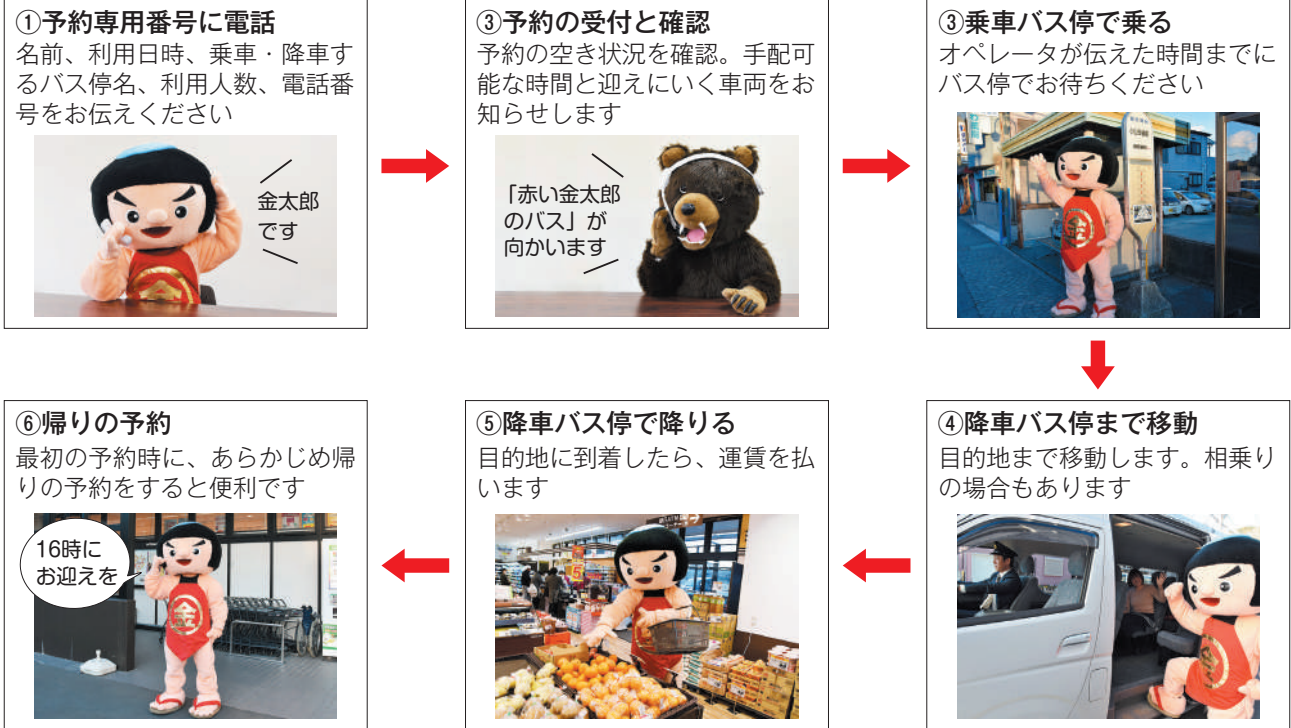 ①予約専用番号に電話
名前、利用日時、乗車・降車す
るバス停名、利用人数、電話番
号をお伝えください
金太郎
です
③予約の受付と確認
予約の空き状況を確認。手配可
能な時間と迎えにいく車両をお
知らせします
「赤い金太郎
のバス」が
向かいます
③乗車バス停で乗る
オペレータが伝えた時間までに
バス停でお待ちください
金
④降車バス停まで移動
目的地まで移動します。相乗り
の場合もあります
⑤降車バス停で降りる
目的地に到着したら、運賃を払
います
⑥帰りの予約
最初の予約時に、あらかじめ帰
りの予約をすると便利です
16時に
お迎えを
金